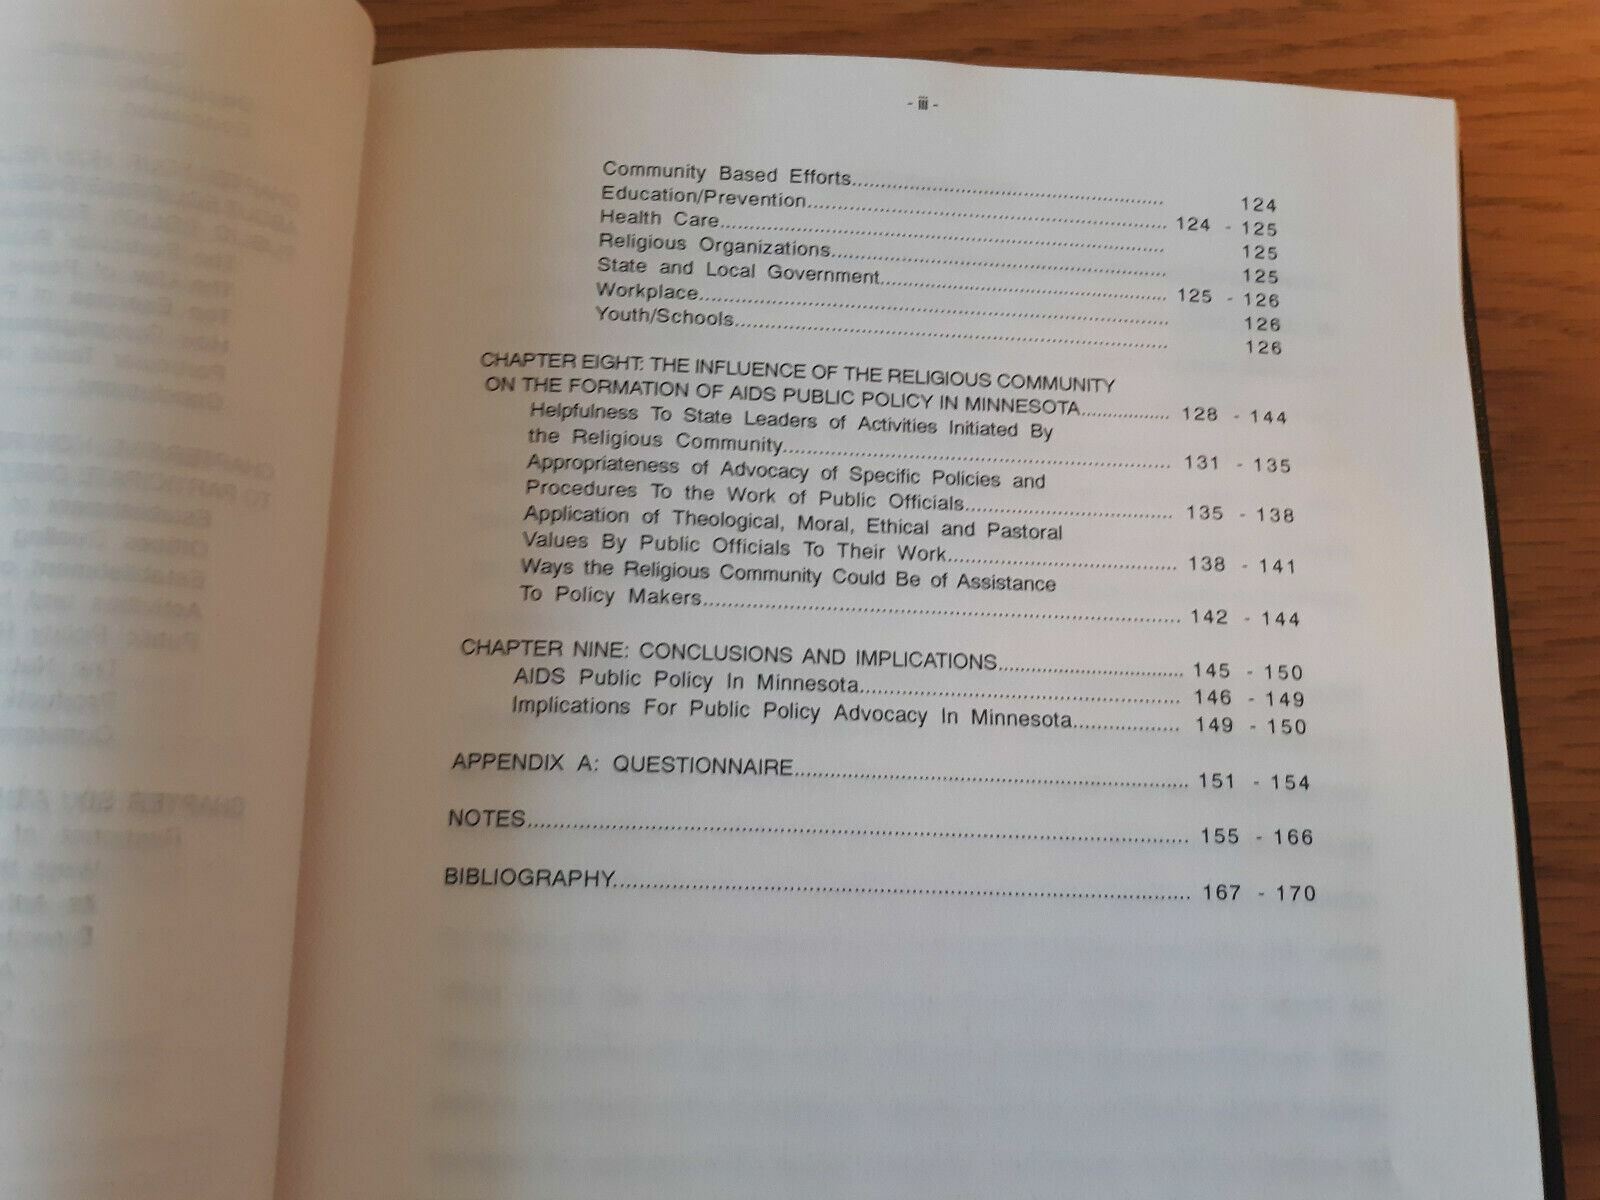 - iii -
Community Based Efforts........................................ 124
Education/Prevention........................................ 124 - 125
Health Care........................................ 125
Religious Organizations........................................ 125
State and Local Government........................................ 125 - 126
Workplace........................................ 126
Youth/Schools........................................ 126
CHAPTER EIGHT: THE INFLUENCE OF THE RELIGIOUS COMMUNITY
ON THE FORMATION OF AIDS PUBLIC POLICY IN MINNESOTA................ 128 - 144
Helpfulness To State Leaders of Activities Initiated By
the Religious Community........................................ 131 - 135
Appropriateness of Advocacy of Specific Policies and
Procedures To the Work of Public Officials........................................ 135 - 138
Application of Theological, Moral, Ethical and Pastoral
Values By Public Officials To Their Work........................................ 138 - 141
Ways the Religious Community Could Be of Assistance
To Policy Makers........................................ 142 - 144
CHAPTER NINE: CONCLUSIONS AND IMPLICATIONS........................................ 145 - 150
AIDS Public Policy In Minnesota........................................ 146 - 149
Implications For Public Policy Advocacy In Minnesota.................... 149 - 150
APPENDIX A: QUESTIONNAIRE........................................ 151 - 154
NOTES........................................ 155 - 166
BIBLIOGRAPHY........................................ 167 - 170